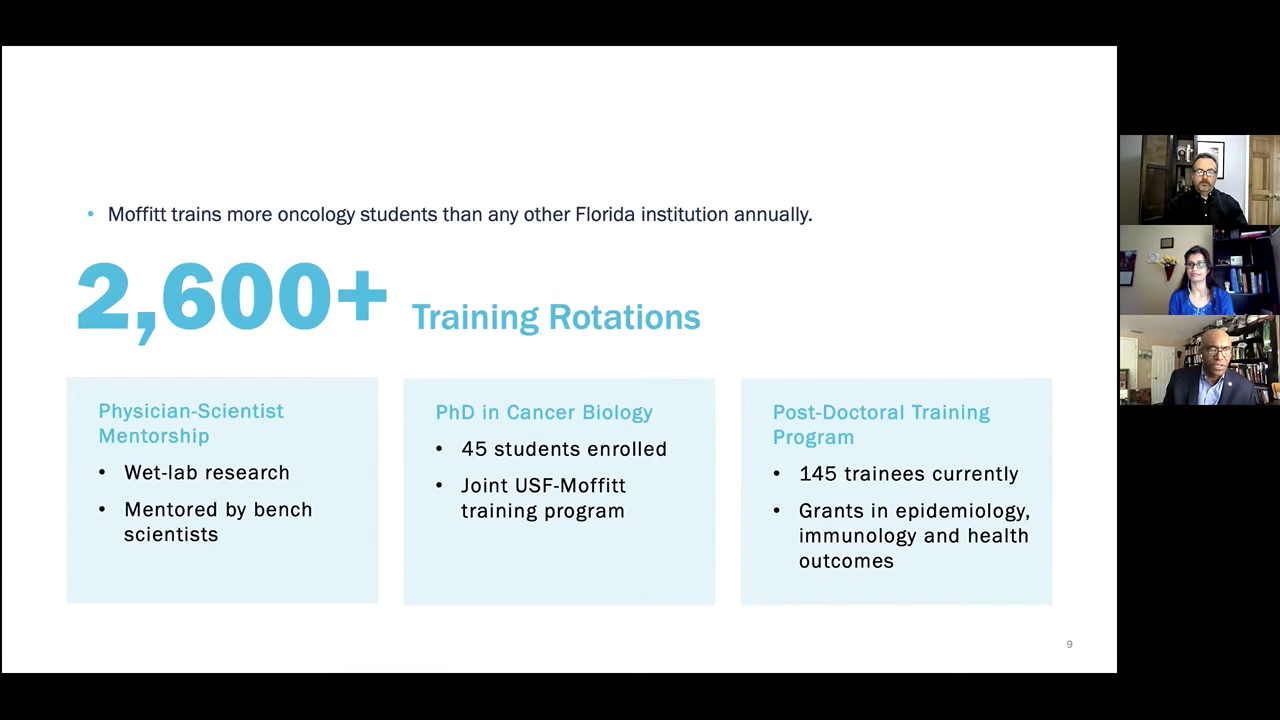 • Moffitt trains more oncology students than any other Florida institution annually.
2,600+ Training Rotations
Physician-Scientist
Mentorship
• Wet-lab research
• Mentored by bench
scientists
PhD in Cancer Biology
• 45 students enrolled
• Joint USF-Moffitt
training program
Post-Doctoral Training
Program
• 145 trainees currently
• Grants in epidemiology,
immunology and health
outcomes
9